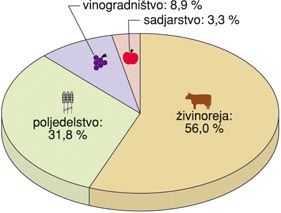 vinogradništvo: 8,9 %
sadjarstvo: 3,3 %
živinoreja:
56,0 %
poljedelstvo:
31,8 %